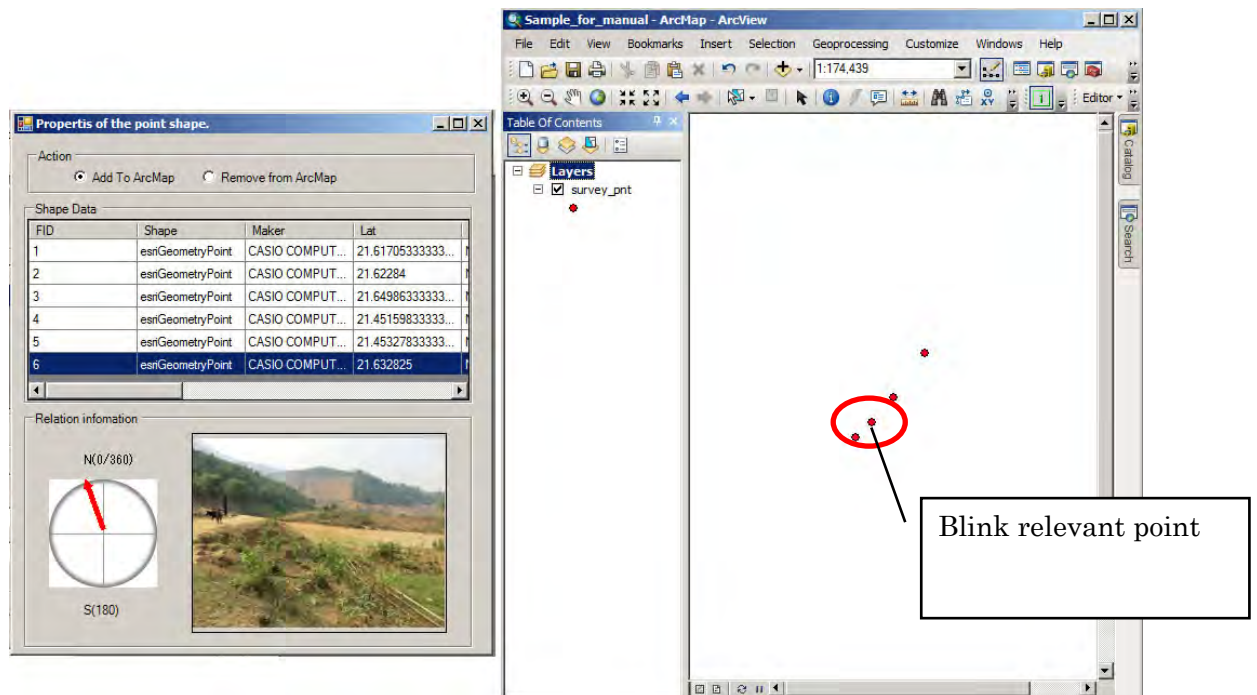 Propertis of the point shape.
Action
Add To ArcMap Remove from ArcMap
Shape Data
FID Shape Maker Lat
1 esriGeometryPoint CASIO COMPUT... 21.61705333333...
2 esriGeometryPoint CASIO COMPUT... 21.62284
3 esriGeometryPoint CASIO COMPUT... 21.64986333333...
4 esriGeometryPoint CASIO COMPUT... 21.45159833333...
5 esriGeometryPoint CASIO COMPUT... 21.45327833333...
6 esriGeometryPoint CASIO COMPUT... 21.632825
Relation infomation
N(0/360)
S(180)
Sample_for_manual - ArcMap - ArcView
File Edit View Bookmarks Insert Selection Geoprocessing Customize Windows Help
1:174,439
Editor
Table Of Contents
Layers
survey_pnt
Catalog
Search
Blink relevant point